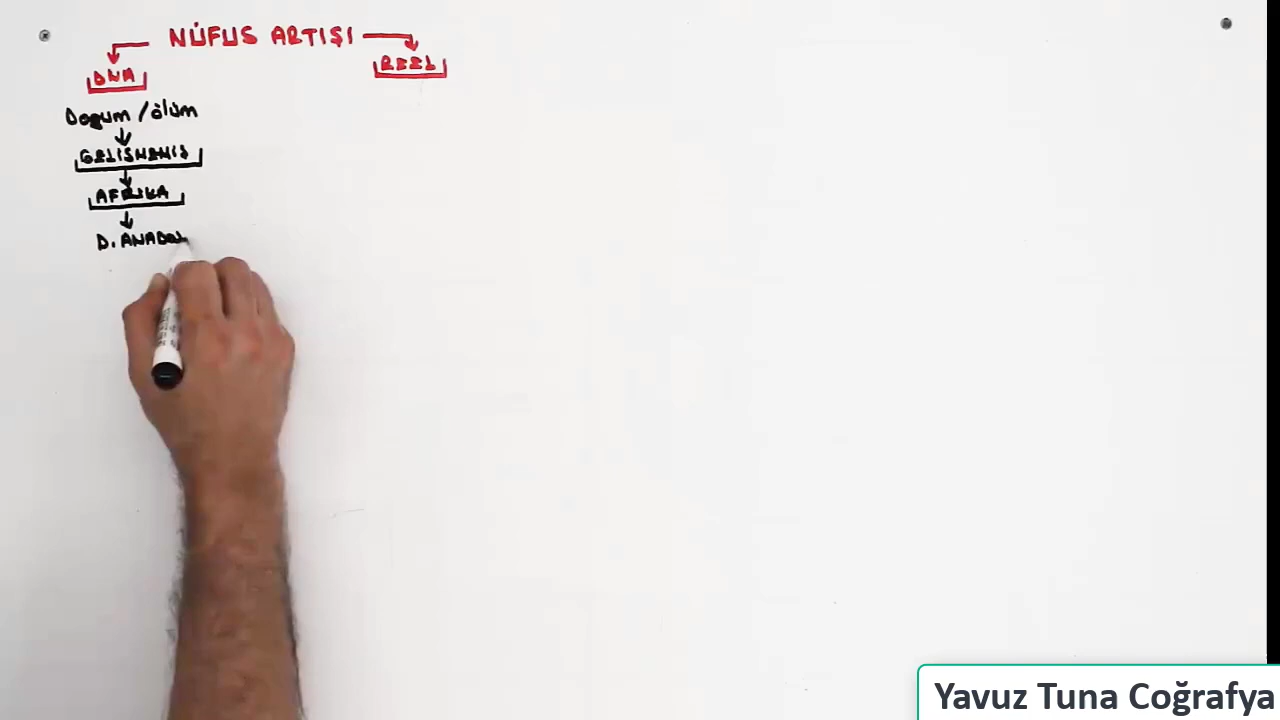 NÜFUS ARTIŞI
DNA
REEL
Doğum / ölüm
GELİŞMEMİŞ
AFRİKA
D. ANADOL
Yavuz Tuna Coğrafya